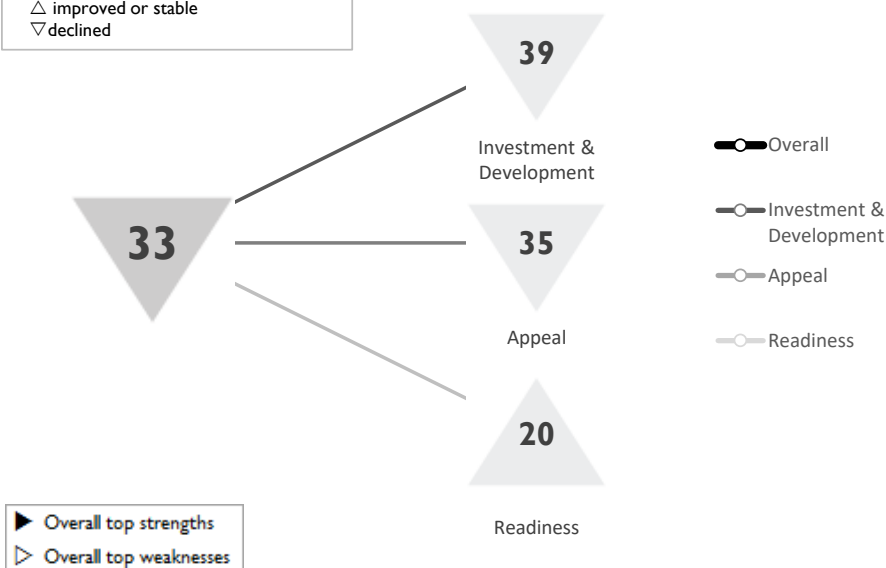 △ improved or stable
▽ declined
39
Investment &
Development
33
35
Appeal
20
Readiness
Overall
Investment &
Development
Appeal
Readiness
▶ Overall top strengths
▷ Overall top weaknesses